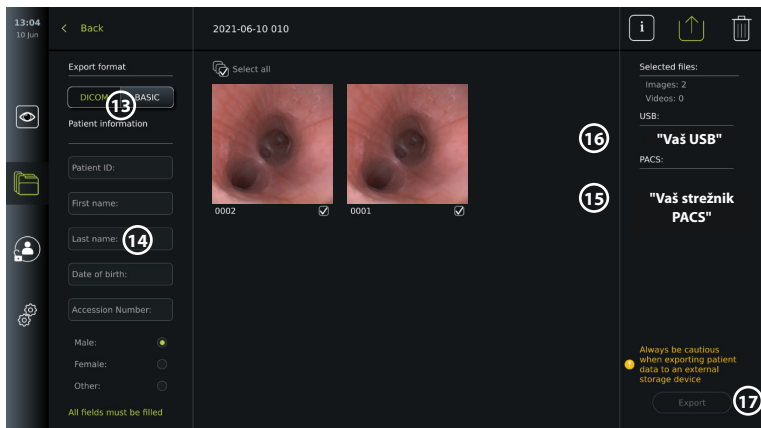 13:04
10 Jun
Back
2021-06-10 010
i
Export format
DICOM
BASIC
13
Patient information
Patient ID:
First name:
Last name:
14
Date of birth:
Accession Number:
Male:
Female:
Other:
All fields must be filled
Select all
0002
0001
Selected files:
Images: 2
Videos: 0
USB:
16
"Vaš USB"
PACS:
15
"Vaš strežnik
PACS"
Always be cautious
when exporting patient
data to an external
storage device
Export
17